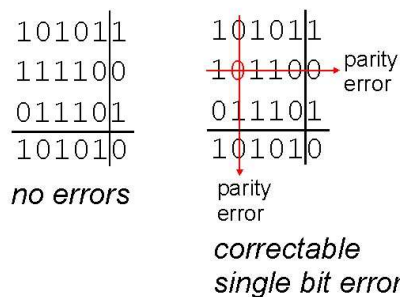 101011
111100
011101
101010
no errors
101011
101100
011101
101010
parity
error
parity
error
correctable
single bit error